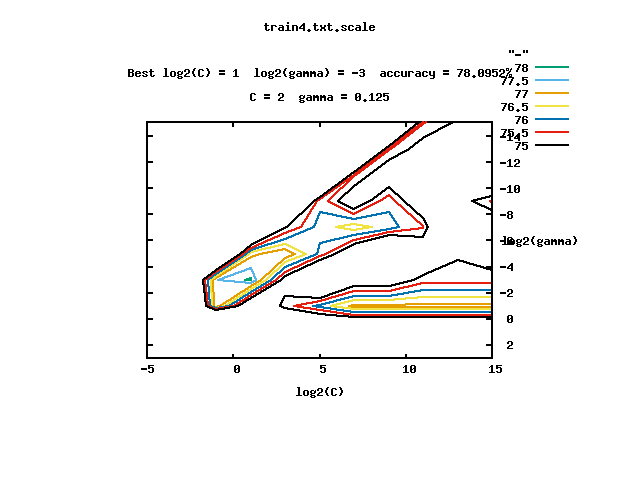 train4.txt.scale
"-"
Best log2(C) = 1  log2(gamma) = -3  accuracy = 78.0952%
78
77.5
C = 2  gamma = 0.125
77
76.5
76
75.5
-14
75
-12
-10
-8
-6
log2(gamma)
-4
-2
0
2
-5 0 5 10 15
log2(C)